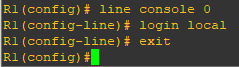 R1(config)# line console 0
R1(config-line)# login local
R1(config-line)# exit
R1(config)#